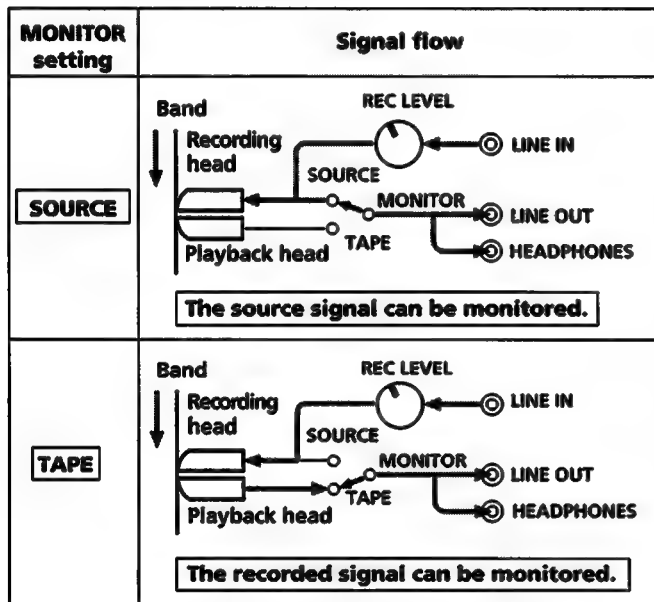 MONITOR
setting
Signal flow
SOURCE
REC LEVEL
Band
Recording
head
LINE IN
SOURCE
MONITOR
LINE OUT
TAPE
HEADPHONES
Playback head
The source signal can be monitored.
TAPE
REC LEVEL
Band
Recording
head
LINE IN
SOURCE
MONITOR
LINE OUT
TAPE
HEADPHONES
Playback head
The recorded signal can be monitored.